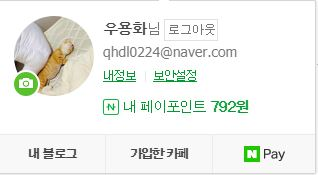 우용화님 로그아웃
qhdl0224@naver.com
내정보 보안설정
N 내 페이포인트 792원
내 블로그 가입한 카페 N Pay